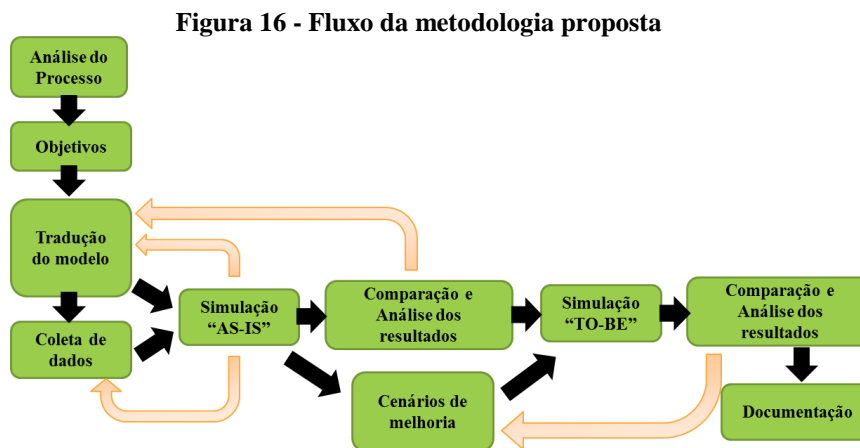 Figura 16 - Fluxo da metodologia proposta
Análise do
Processo
Objetivos
Tradução
do modelo
Coleta de
dados
Simulação
“AS-IS”
Comparação e
Análise dos
resultados
Cenários de
melhoria
Simulação
“TO-BE”
Comparação e
Análise dos
resultados
Documentação